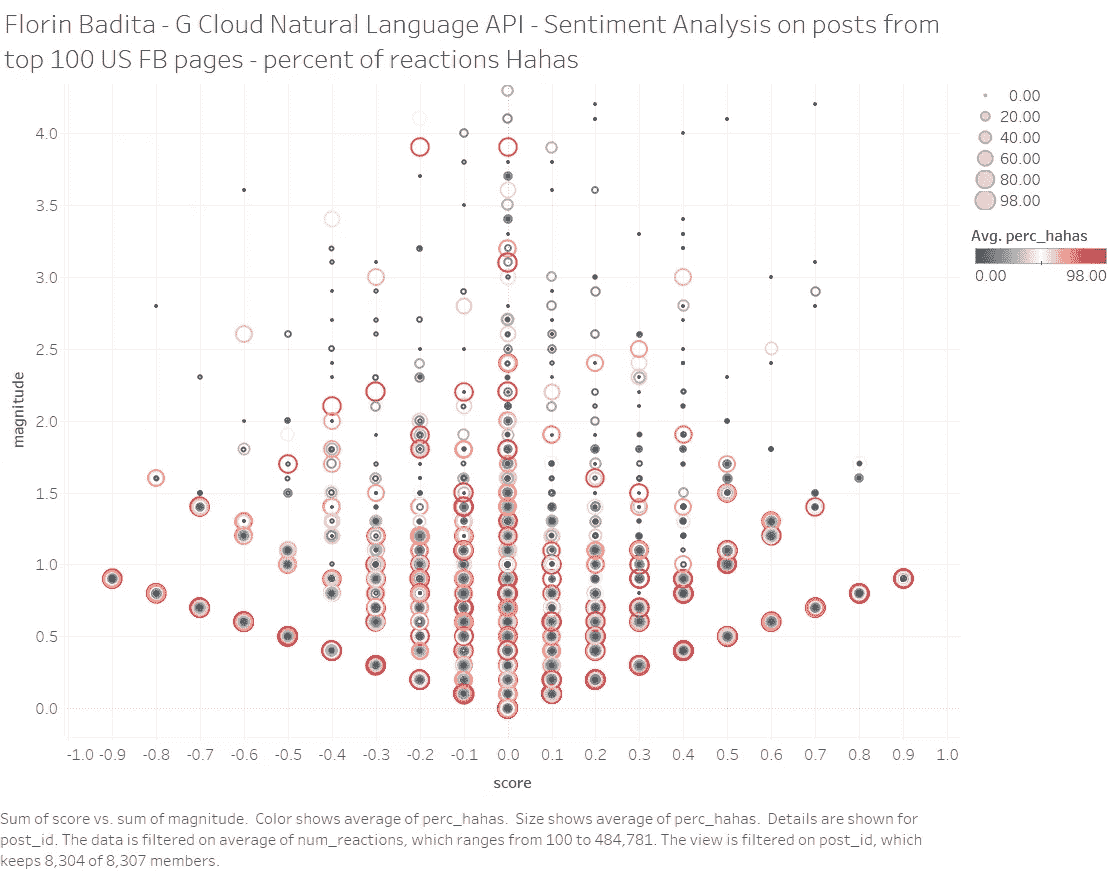 Florin Badita - G Cloud Natural Language API - Sentiment Analysis on posts from
top 100 US FB pages - percent of reactions Hahas
0.00
20.00
40.00
60.00
80.00
98.00
Avg. perc_hahas
0.00 98.00
magnitude
4.0
3.5
3.0
2.5
2.0
1.5
1.0
0.5
0.0
-1.0 -0.9 -0.8 -0.7 -0.6 -0.5 -0.4 -0.3 -0.2 -0.1 0.0 0.1 0.2 0.3 0.4 0.5 0.6 0.7 0.8 0.9 1.0
score
Sum of score vs. sum of magnitude. Color shows average of perc_hahas. Size shows average of perc_hahas. Details are shown for
post_id. The data is filtered on average of num_reactions, which ranges from 100 to 484,781. The view is filtered on post_id, which
keeps 8,304 of 8,307 members.